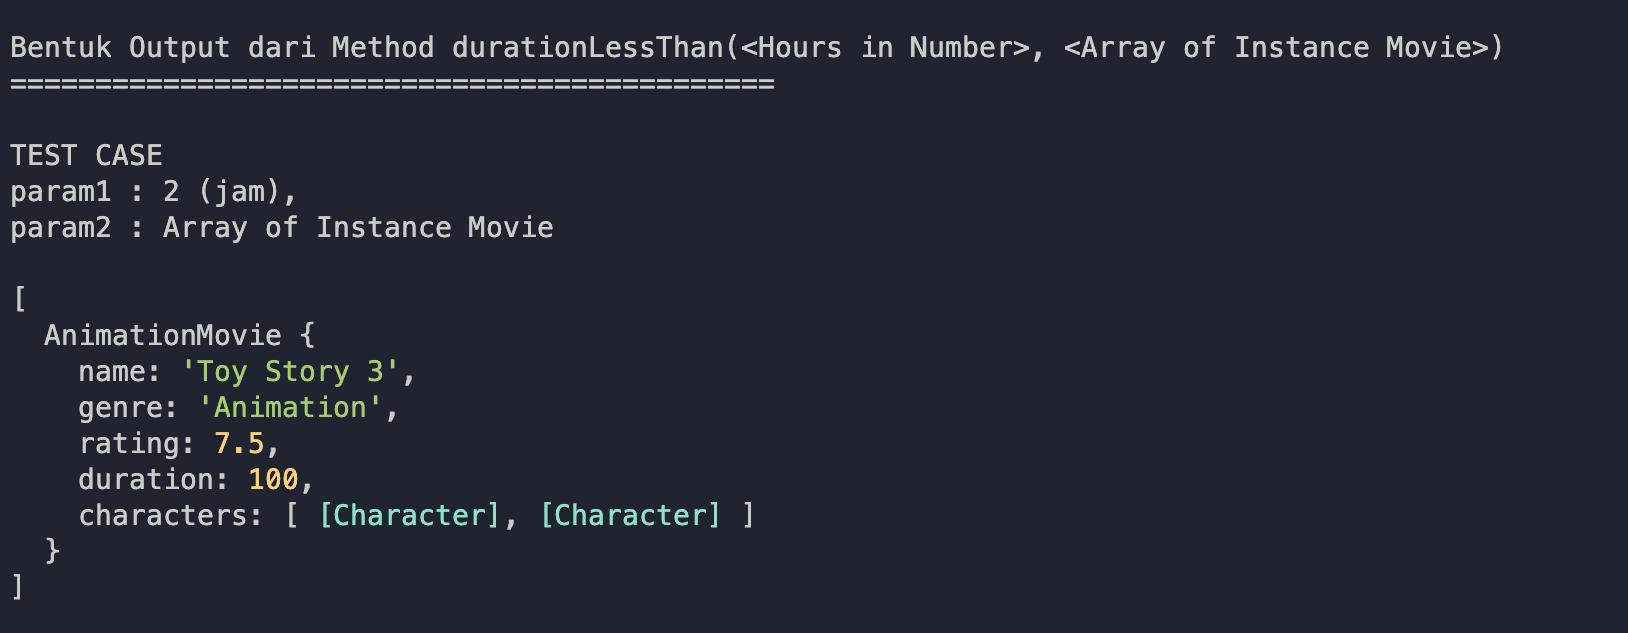 Bentuk Output dari Method durationLessThan(<Hours in Number>, <Array of Instance Movie>)
=============================================
TEST CASE
param1 : 2 (jam),
param2 : Array of Instance Movie
[
  AnimationMovie {
    name: 'Toy Story 3',
    genre: 'Animation',
    rating: 7.5,
    duration: 100,
    characters: [ [Character], [Character] ]
  }
]